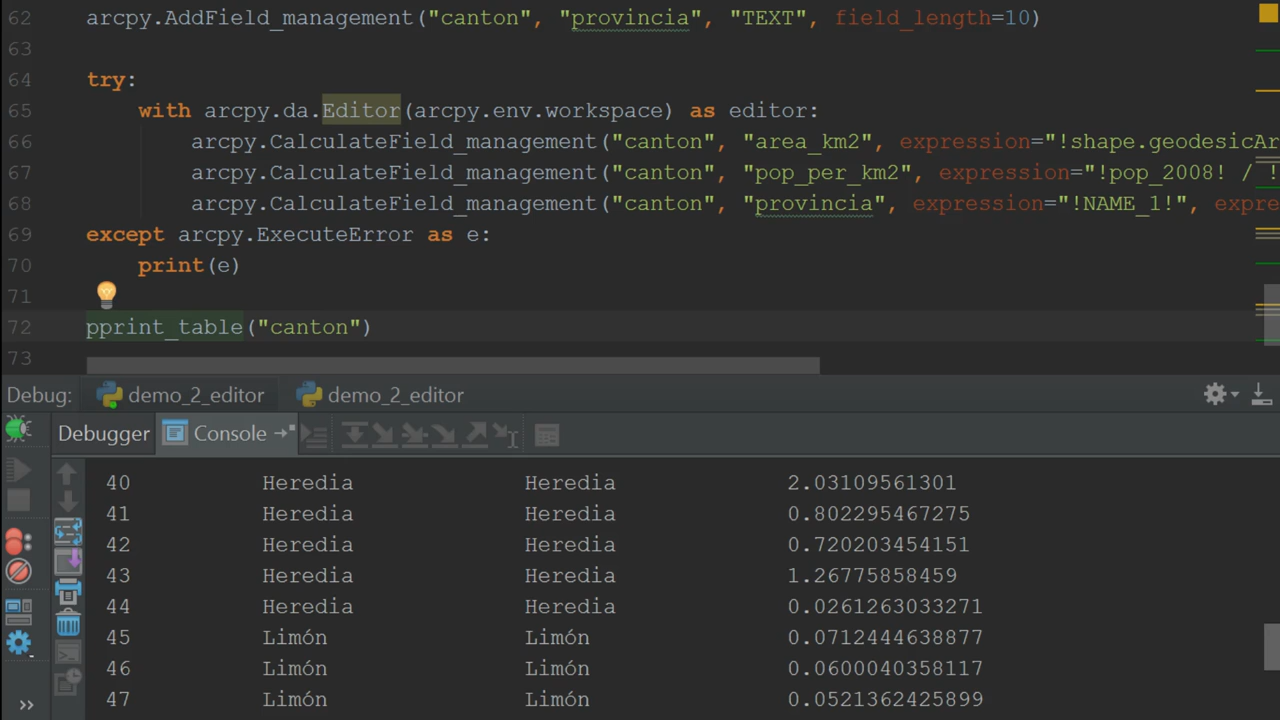 62 arcpy.AddField_management("canton", "provincia", "TEXT", field_length=10)
63
64 try:
65 with arcpy.da.Editor(arcpy.env.workspace) as editor:
66 arcpy.CalculateField_management("canton", "area_km2", expression="!shape.geodesicAr
67 arcpy.CalculateField_management("canton", "pop_per_km2", expression="!pop_2008! / !
68 arcpy.CalculateField_management("canton", "provincia", expression="!NAME_1!", expre
69 except arcpy.ExecuteError as e:
70 print(e)
71
72 pprint_table("canton")
73
Debug: demo_2_editor demo_2_editor
Debugger Console
40 Heredia Heredia 2.03109561301
41 Heredia Heredia 0.802295467275
42 Heredia Heredia 0.720203454151
43 Heredia Heredia 1.26775858459
44 Heredia Heredia 0.0261263033271
45 Limón Limón 0.0712444638877
46 Limón Limón 0.0600040358117
47 Limón Limón 0.0521362425899